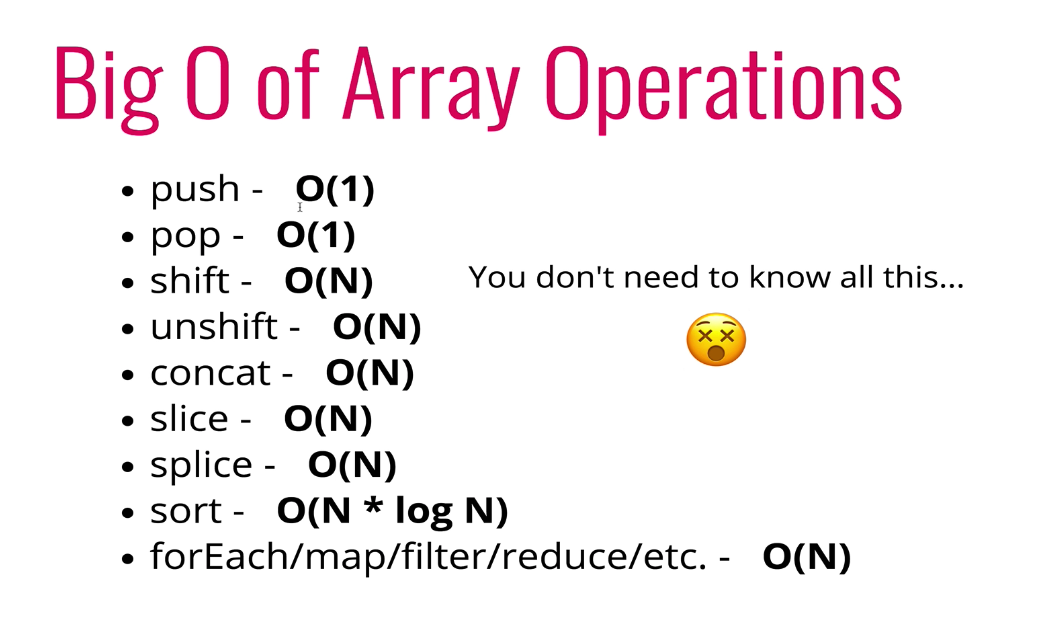 Big O of Array Operations
• push - O(1)
• pop - O(1)
• shift - O(N)
• unshift - O(N)
• concat - O(N)
• slice - O(N)
• splice - O(N)
• sort - O(N * log N)
• forEach/map/filter/reduce/etc. - O(N)
You don't need to know all this...